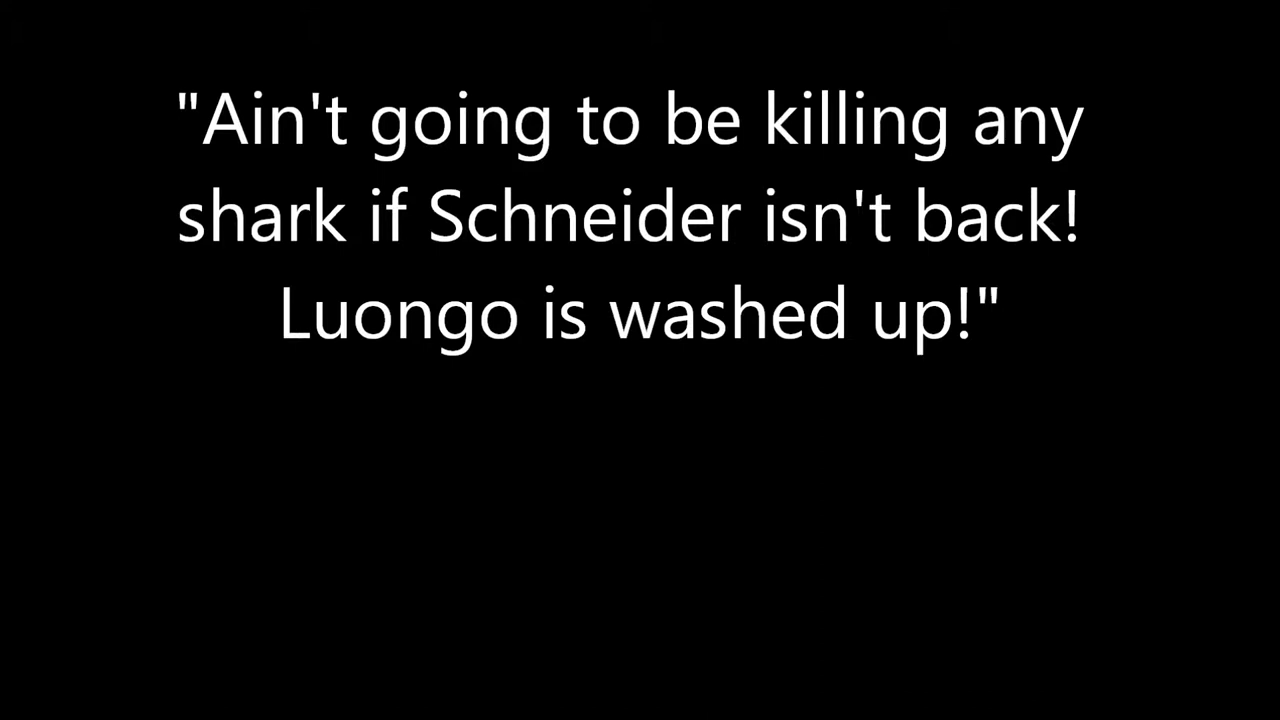 "Ain't going to be killing any
shark if Schneider isn't back!
Luongo is washed up!"